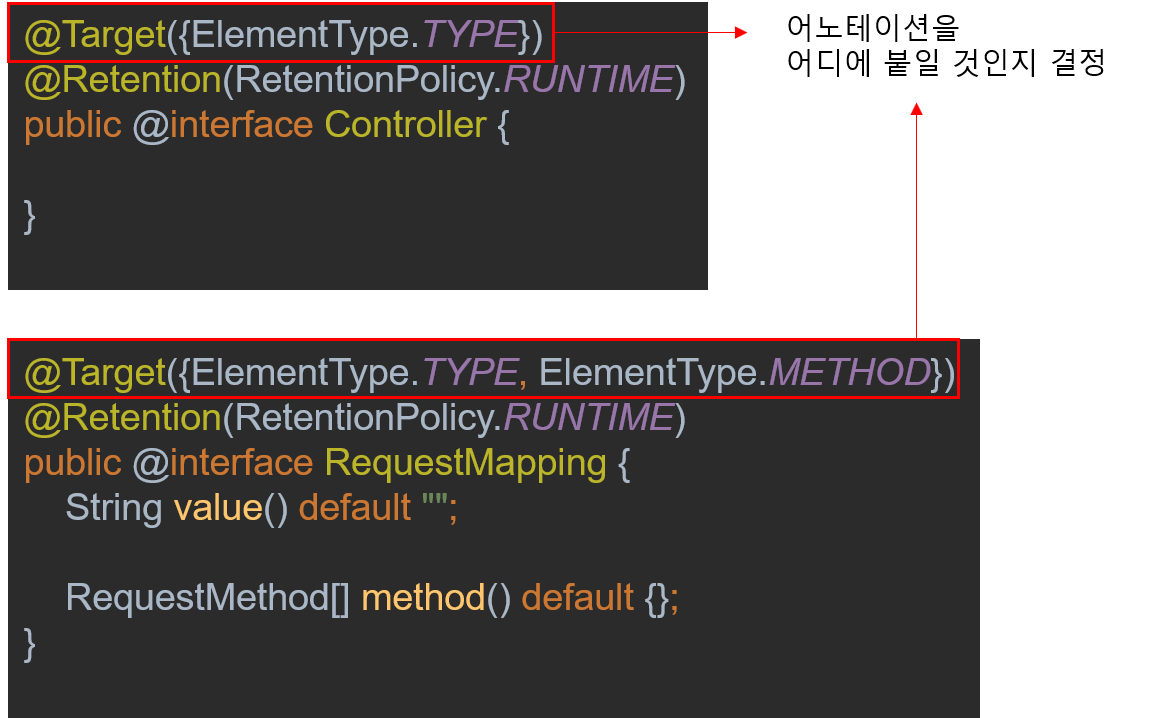 @Target({ElementType.TYPE})
어노테이션을
어디에 붙일 것인지 결정
@Retention(RetentionPolicy.RUNTIME)
public @interface Controller {
}
@Target({ElementType.TYPE, ElementType.METHOD})
@Retention(RetentionPolicy.RUNTIME)
public @interface RequestMapping {
String value() default "";
RequestMethod[] method() default {};
}